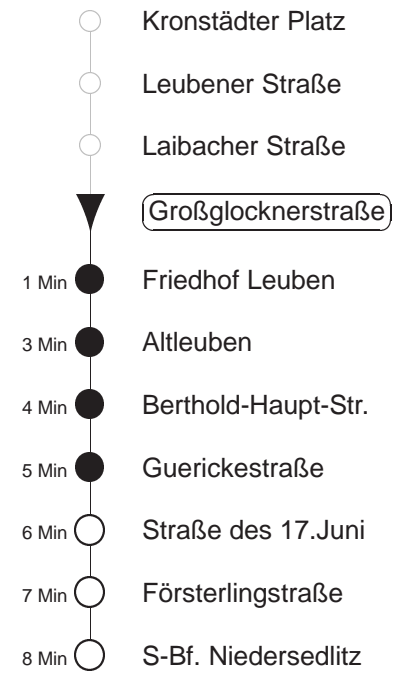 Kronstädter Platz
Leubener Straße
Laibacher Straße
Großglocknerstraße
1 Min Friedhof Leuben
3 Min Altleuben
4 Min Berthold-Haupt-Str.
5 Min Guerickestraße
6 Min Straße des 17.Juni
7 Min Försterlingstraße
8 Min S-Bf. Niedersedlitz